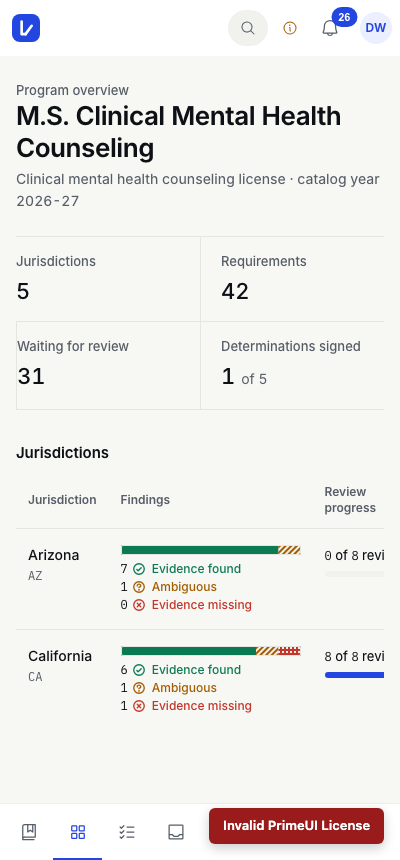 26
DW
Program overview
M.S. Clinical Mental Health
Counseling
Clinical mental health counseling license · catalog year
2026-27
Jurisdictions
5
Requirements
42
Waiting for review
31
Determinations signed
1 of 5
Jurisdictions
Jurisdiction
Findings
Review
progress
Arizona
AZ
7 Evidence found
1 Ambiguous
0 Evidence missing
0 of 8 revi
California
CA
6 Evidence found
1 Ambiguous
1 Evidence missing
8 of 8 revi
Invalid PrimeUI License